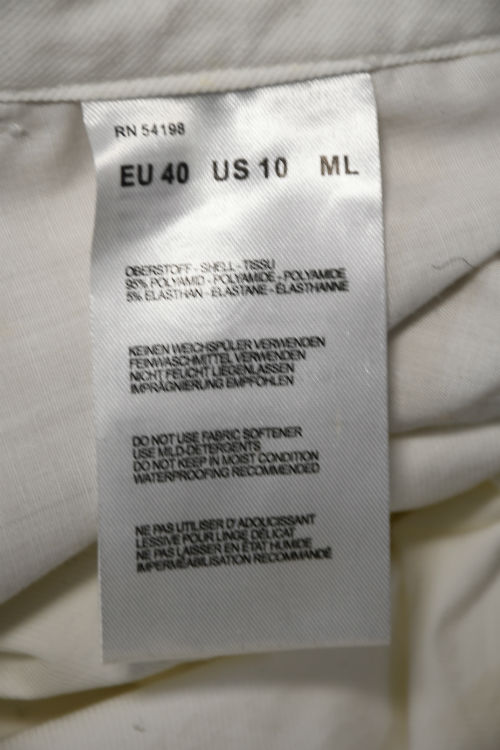 RN 54198
EU 40 US 10 ML
OBERSTOFF - SHELL - TISSU
95% POLYAMID - POLYAMIDE - POLYAMIDE
5% ELASTHAN - ELASTANE - ELASTHANNE
KEINEN WEICHSPÜLER VERWENDEN
FEINWASCHMITTEL VERWENDEN
NICHT FEUCHT LIEGENLASSEN
IMPRÄGNIERUNG EMPFOHLEN
DO NOT USE FABRIC SOFTENER
USE MILD-DETERGENTS
DO NOT KEEP IN MOIST CONDITION
WATERPROOFING RECOMMENDED
NE PAS UTILISER D'ADOUCISSANT
LESSIVE POUR LINGE DÉLICAT
NE PAS LAISSER EN ÉTAT HUMIDE
IMPERMÉABILISATION RECOMMANDÉ